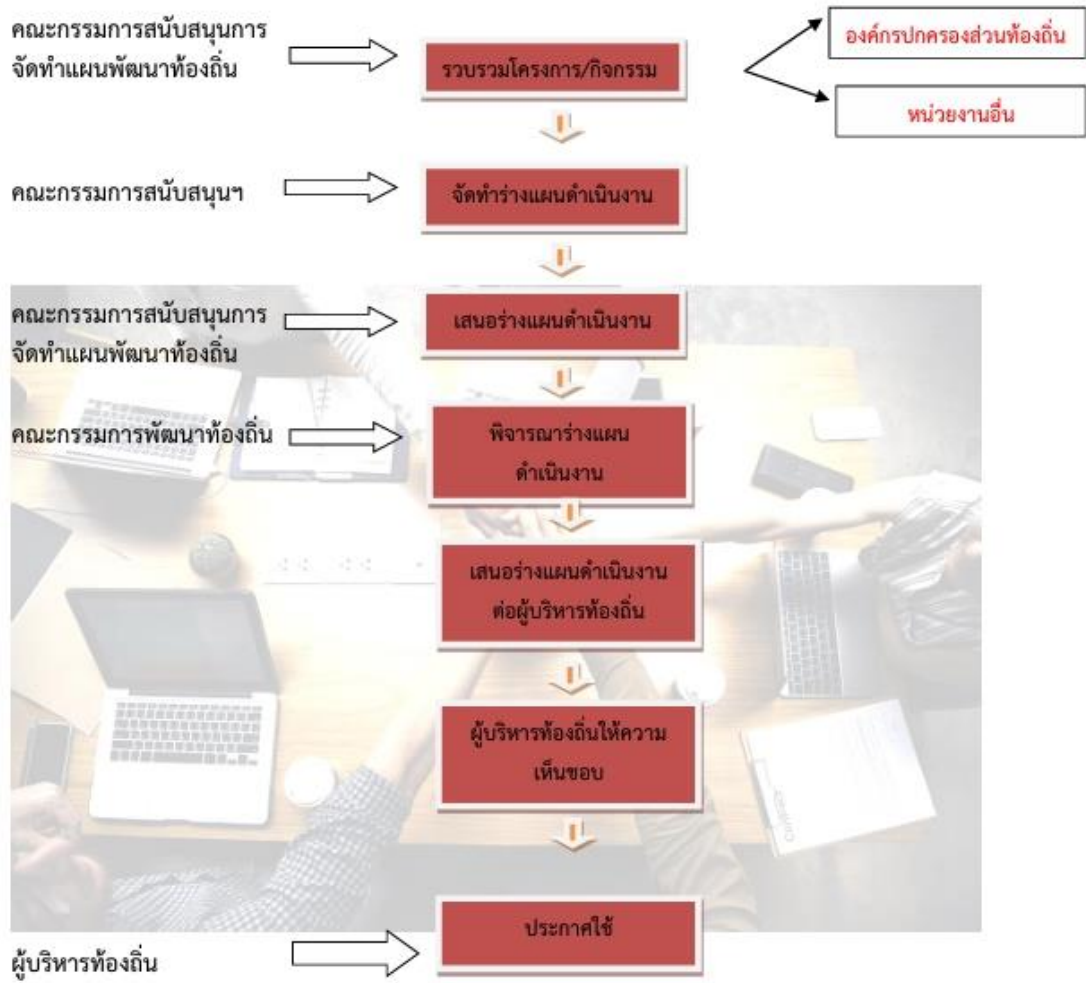 คณะกรรมการสนับสนุนการ
จัดทำแผนพัฒนาท้องถิ่น
รวบรวมโครงการ/กิจกรรม
องค์กรปกครองส่วนท้องถิ่น
หน่วยงานอื่น
คณะกรรมการสนับสนุนฯ
จัดทำร่างแผนดำเนินงาน
คณะกรรมการสนับสนุนการ
จัดทำแผนพัฒนาท้องถิ่น
เสนอร่างแผนดำเนินงาน
คณะกรรมการพัฒนาท้องถิ่น
พิจารณาร่างแผน
ดำเนินงาน
เสนอร่างแผนดำเนินงาน
ต่อผู้บริหารท้องถิ่น
ผู้บริหารท้องถิ่นให้ความ
เห็นชอบ
ประกาศใช้
ผู้บริหารท้องถิ่น